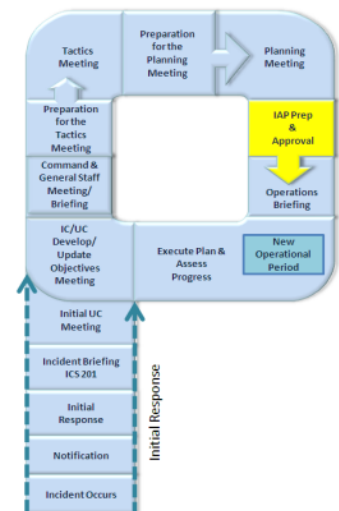 Tactics
Meeting
Preparation
for the
Planning
Meeting
Planning
Meeting
Preparation
for the
Tactics
Meeting
IAP Prep
&
Approval
Command &
General Staff
Meeting/
Briefing
Operations
Briefing
IC/UC
Develop/
Update
Objectives
Meeting
Execute Plan &
Assess
Progress
New
Operational
Period
Initial UC
Meeting
Incident Briefing
ICS 201
Initial
Response
Notification
Incident Occurs
Initial Response